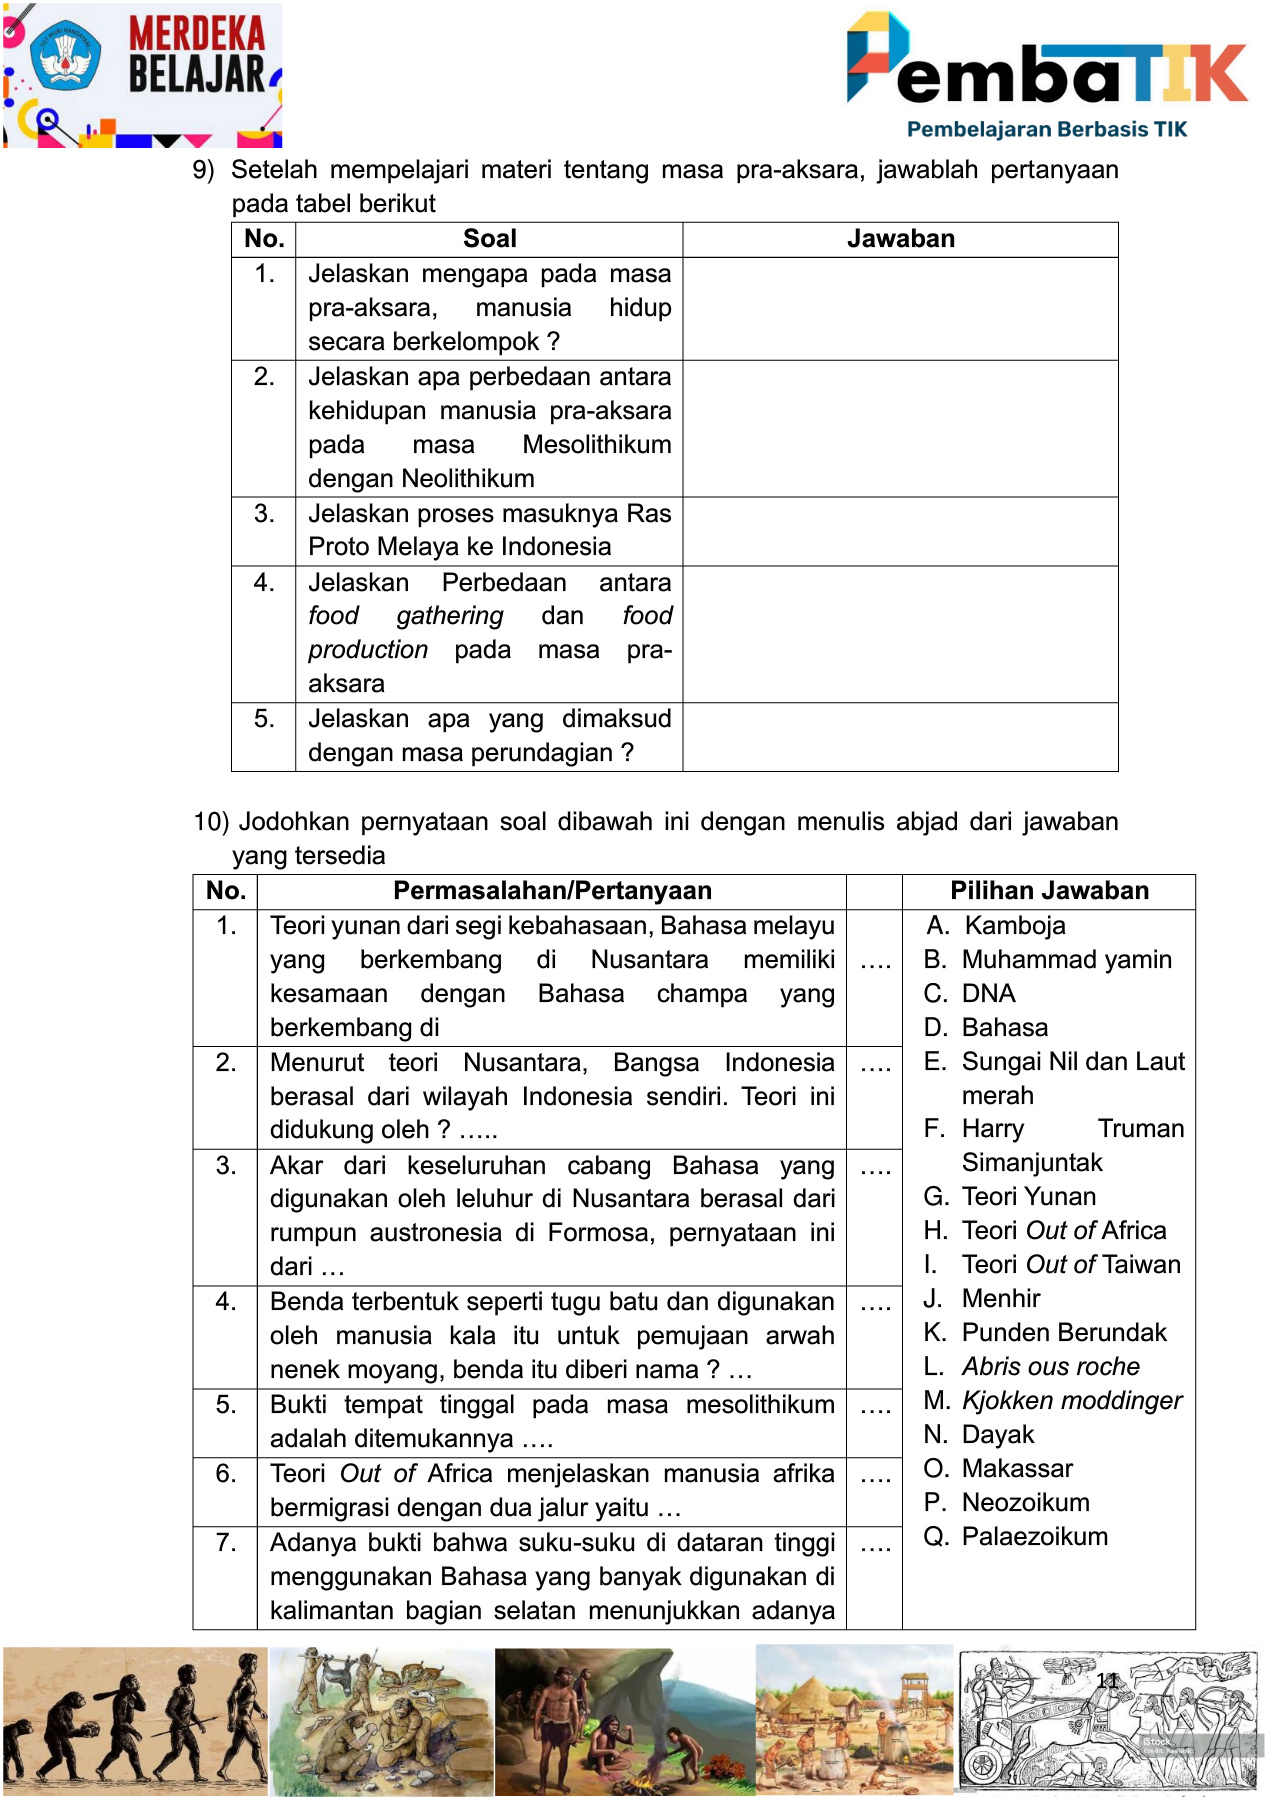 MERDEKA
BELAJAR
PembaTIK
Pembelajaran Berbasis TIK
9) Setelah mempelajari materi tentang masa pra-aksara, jawablah pertanyaan
pada tabel berikut
No. Soal Jawaban
1. Jelaskan mengapa pada masa
pra-aksara, manusia hidup
secara berkelompok ?
2. Jelaskan apa perbedaan antara
kehidupan manusia pra-aksara
pada masa Mesolithikum
dengan Neolithikum
3. Jelaskan proses masuknya Ras
Proto Melaya ke Indonesia
4. Jelaskan Perbedaan antara
food gathering dan food
production pada masa pra-
aksara
5. Jelaskan apa yang dimaksud
dengan masa perundagian ?
10) Jodohkan pernyataan soal dibawah ini dengan menulis abjad dari jawaban
yang tersedia
No. Permasalahan/Pertanyaan Pilihan Jawaban
1. Teori yunan dari segi kebahasaan, Bahasa melayu
yang berkembang di Nusantara memiliki ....
kesamaan dengan Bahasa champa yang
berkembang di
2. Menurut teori Nusantara, Bangsa Indonesia ....
berasal dari wilayah Indonesia sendiri. Teori ini
didukung oleh ? .....
3. Akar dari keseluruhan cabang Bahasa yang ....
digunakan oleh leluhur di Nusantara berasal dari
rumpun austronesia di Formosa, pernyataan ini
dari ...
4. Benda terbentuk seperti tugu batu dan digunakan ....
oleh manusia kala itu untuk pemujaan arwah
nenek moyang, benda itu diberi nama ? ...
5. Bukti tempat tinggal pada masa mesolithikum ....
adalah ditemukannya ....
6. Teori Out of Africa menjelaskan manusia afrika ....
bermigrasi dengan dua jalur yaitu ...
7. Adanya bukti bahwa suku-suku di dataran tinggi ....
menggunakan Bahasa yang banyak digunakan di
kalimantan bagian selatan menunjukkan adanya
A. Kamboja
B. Muhammad yamin
C. DNA
D. Bahasa
E. Sungai Nil dan Laut
merah
F. Harry Truman
Simanjuntak
G. Teori Yunan
H. Teori Out of Africa
I. Teori Out of Taiwan
J. Menhir
K. Punden Berundak
L. Abris ous roche
M. Kjokken moddinger
N. Dayak
O. Makassar
P. Neozoikum
Q. Palaezoikum
11
iStock